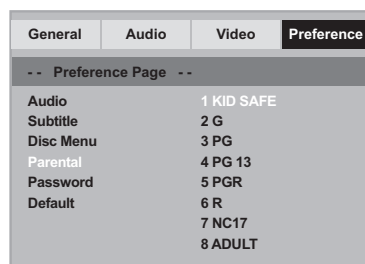 General Audio Video Preference
-- Preference Page --
Audio 1 KID SAFE
Subtitle 2 G
Disc Menu 3 PG
Parental 4 PG 13
Password 5 PGR
Default 6 R
7 NC17
8 ADULT